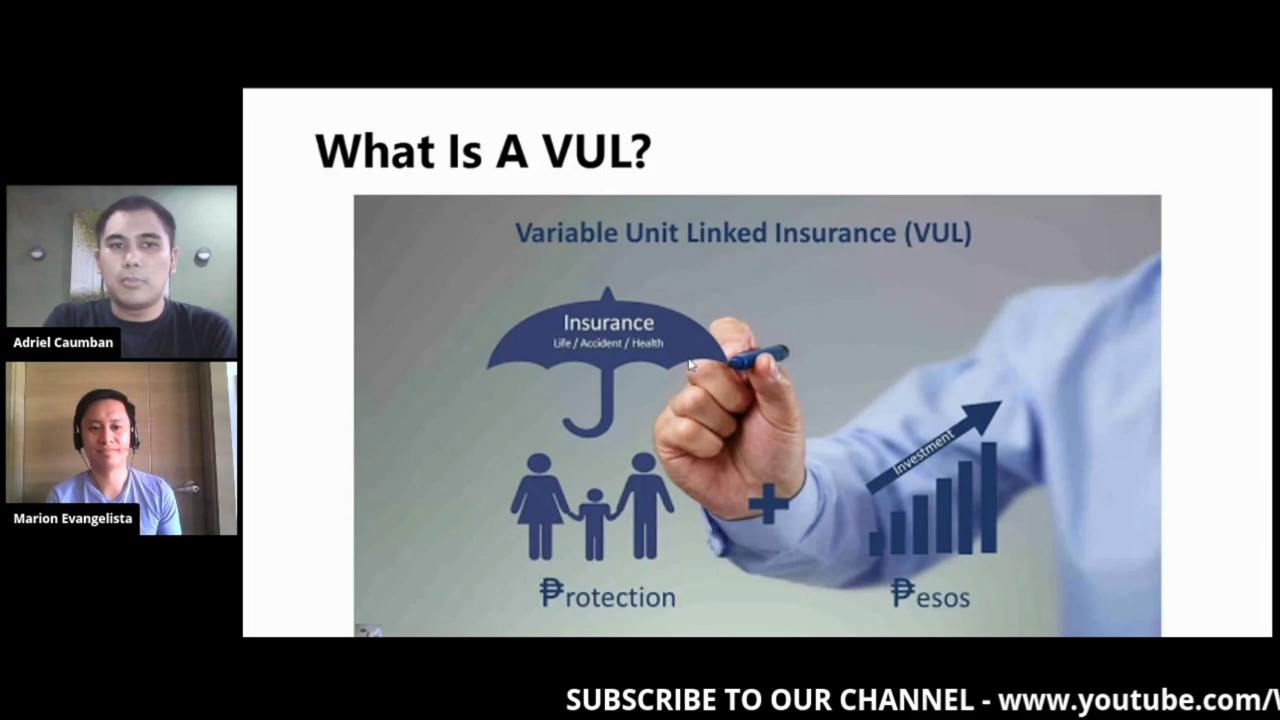 What Is A VUL?
Variable Unit Linked Insurance (VUL)
Insurance
Life / Accident / Health
Investment
₱rotection
₱esos
Adriel Caumban
Marion Evangelista
SUBSCRIBE TO OUR CHANNEL - www.youtube.com/